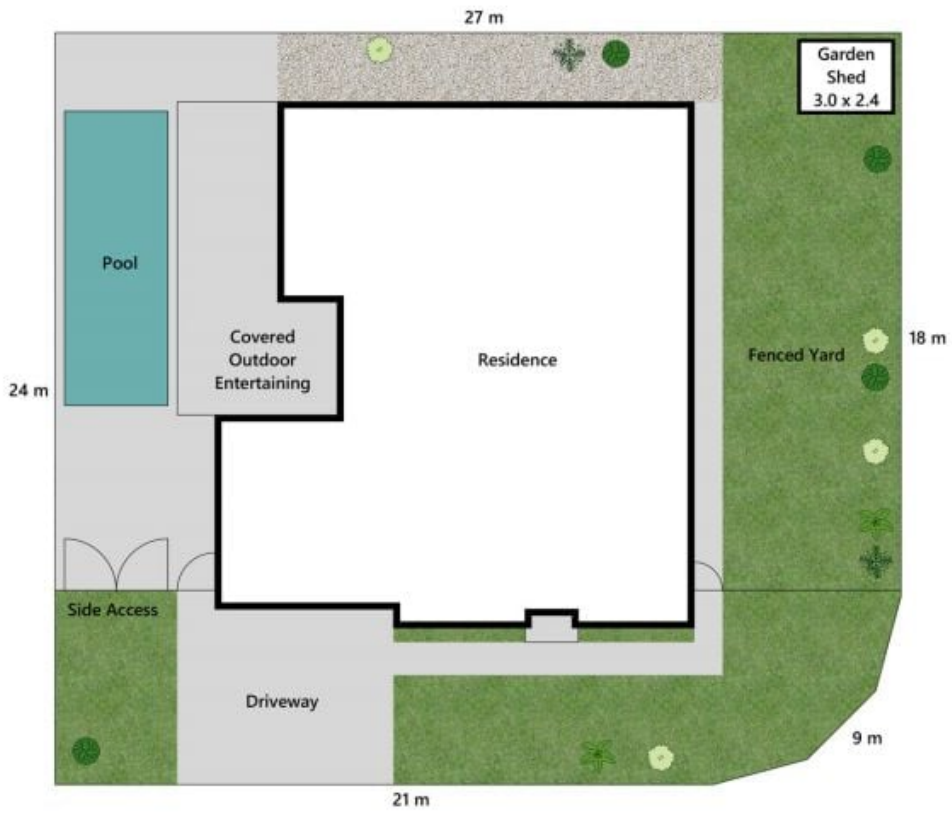 27 m
Garden
Shed
3.0 x 2.4
Pool
Covered
Outdoor
Entertaining
Residence
Fenced Yard
18 m
24 m
Side Access
Driveway
9 m
21 m